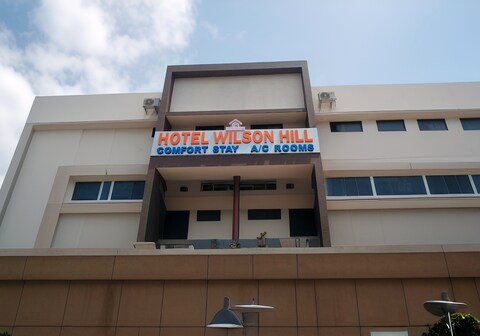 HOTEL WILSON HILL
COMFORT STAY A/C ROOMS